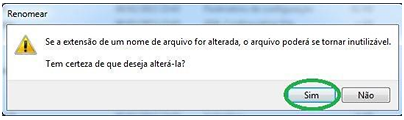 Renomear
Se a extensão de um nome de arquivo for alterada, o arquivo poderá se tornar inutilizável.
Tem certeza de que deseja alterá-la?
Sim
Não